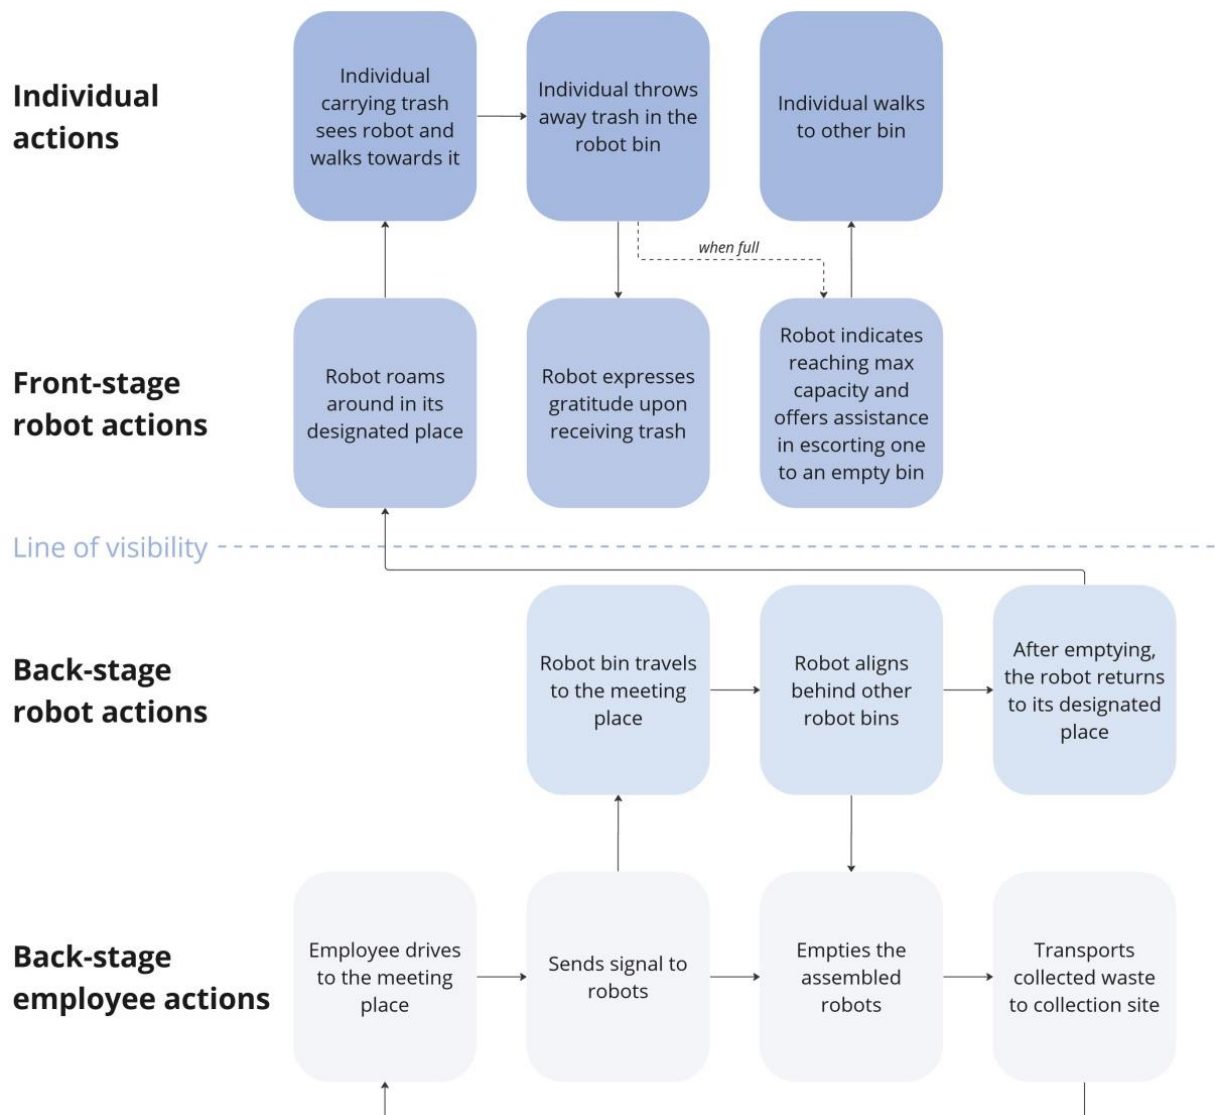 Individual
actions
Individual
carrying trash
sees robot and
walks towards it
Individual throws
away trash in the
robot bin
Individual walks
to other bin
when full
Front-stage
robot actions
Robot roams
around in its
designated place
Robot expresses
gratitude upon
receiving trash
Robot indicates
reaching max
capacity and
offers assistance
in escorting one
to an empty bin
Line of visibility
Back-stage
robot actions
Robot bin travels
to the meeting
place
Robot aligns
behind other
robot bins
After emptying,
the robot returns
to its designated
place
Back-stage
employee actions
Employee drives
to the meeting
place
Sends signal to
robots
Empties the
assembled
robots
Transports
collected waste
to collection site